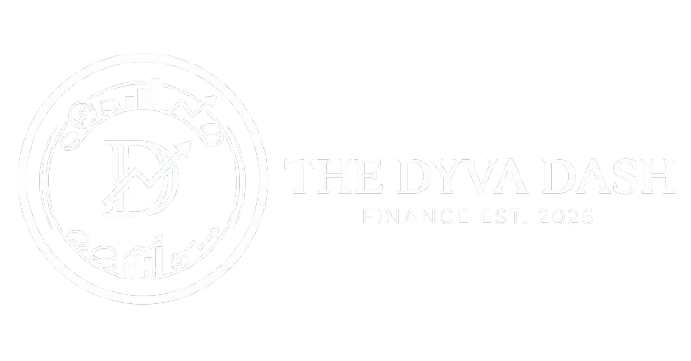 D
THE DYVA DASH
FINANCE EST. 2025